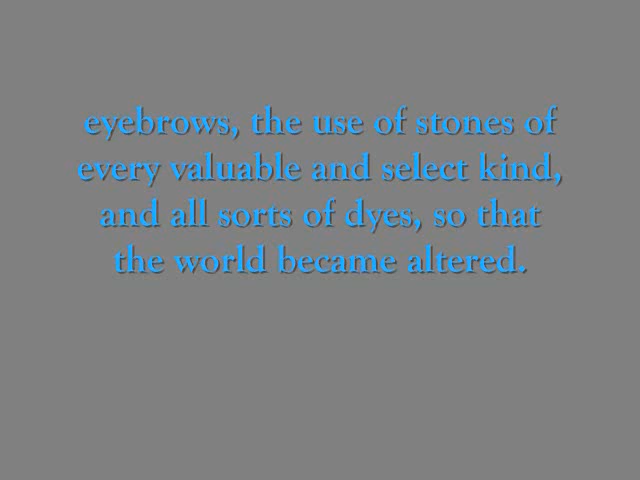 eyebrows, the use of stones of
every valuable and select kind,
and all sorts of dyes, so that
the world became altered.